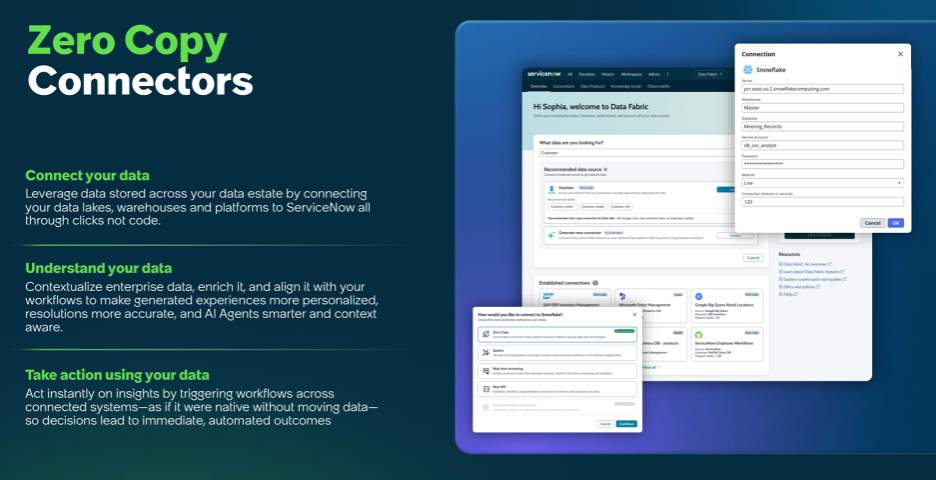 Zero Copy
Connectors
Connect your data
Leverage data stored across your data estate by connecting
your data lakes, warehouses and platforms to ServiceNow all
through clicks not code.
Understand your data
Contextualize enterprise data, enrich it, and align it with your
workflows to make generated experiences more personalized,
resolutions more accurate, and AI Agents smarter and context
aware.
Take action using your data
Act instantly on insights by triggering workflows across
connected systems—as if it were native without moving data—
so decisions lead to immediate, automated outcomes
servicenow All Favorites History Workspaces Admin Data Fabric
Overview Connections Data Products Knowledge Graph Observability
Hi Sophia, welcome to Data Fabric
What data are you looking for?
Customer
Recommended data source
Generate new connector
Cancel
Established connections
SAP ERP Inventory Management
Microsoft Order Management
Google Big Query Retail Locations
ServiceNow Employee Workflows
Resources
Data Fabric: An overview
Learn about Data Fabric features
Explore curated quick start guides
Ethics and policies
FAQs
Connection
Snowflake
Server
prr.east-us-2.snowflakecomputing.com
Warehouse
Master
Database
Meeting_Records
Service Account
db_svc_analyst
Password
***************
Method
Live
Connection timeout in seconds
120
Cancel OK
How would you like to connect to Snowflake?
Zero Copy
Real time streaming
Cancel Continue